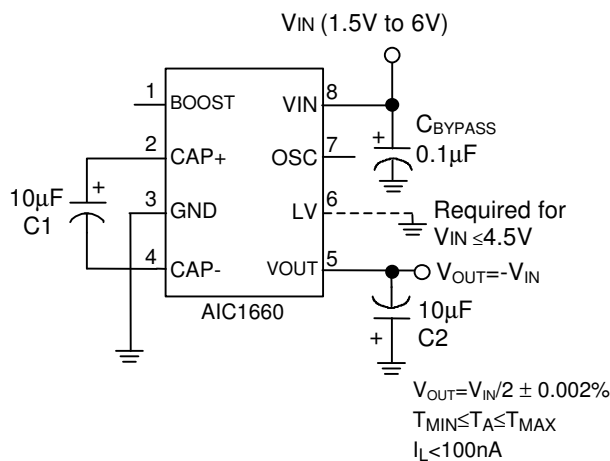 VIN (1.5V to 6V)
1
BOOST
VIN
8
CBYPASS
0.1µF
2
CAP+
OSC
7
+
+
10µF
C1
3
GND
LV
6
Required for
VIN ≤4.5V
4
CAP-
VOUT
5
VOUT=-VIN
AIC1660
10µF
C2
+
VOUT=VIN/2 ± 0.002%
TMIN≤TA≤TMAX
IL<100nA